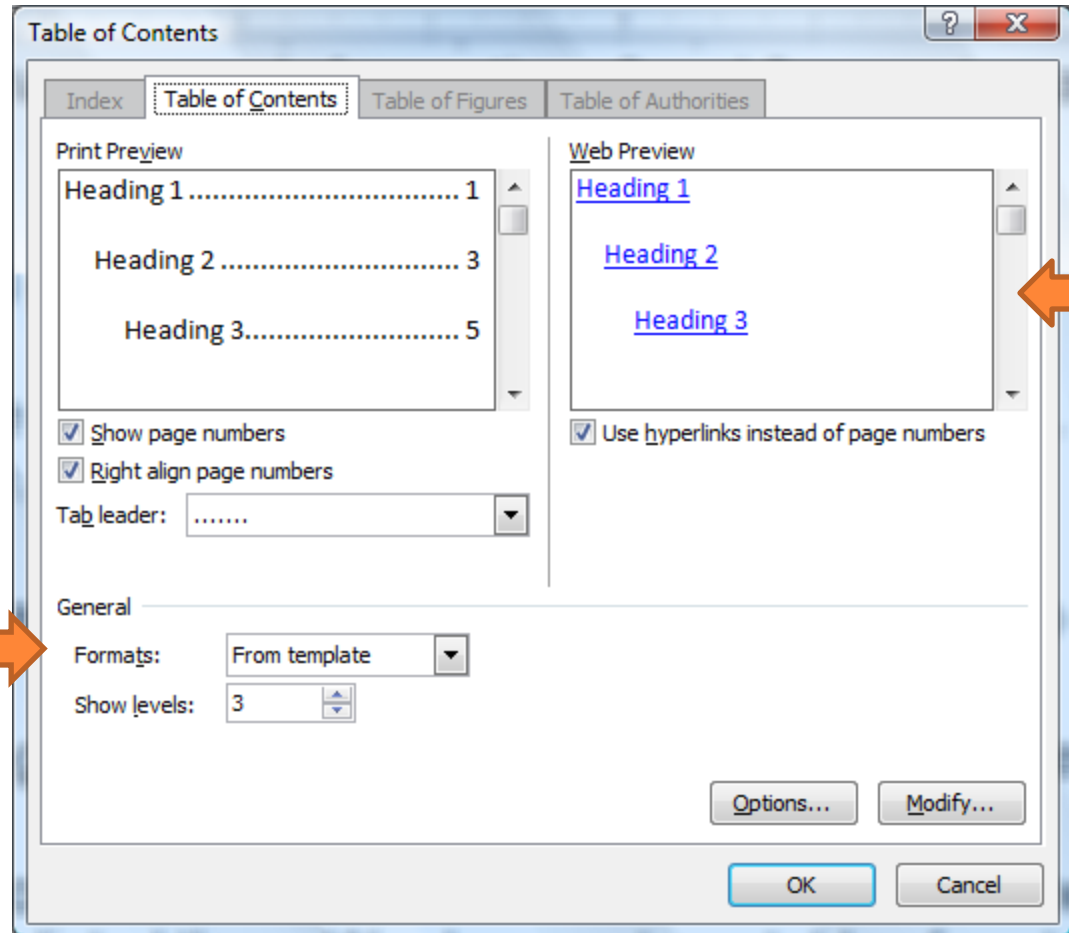 Table of Contents
Index
Table of Contents
Table of Figures
Table of Authorities
Print Preview
Heading 1 ................................ 1
Heading 2 ............................. 3
Heading 3.......................... 5
Show page numbers
Right align page numbers
Tab leader: .......
Web Preview
Heading 1
Heading 2
Heading 3
Use hyperlinks instead of page numbers
General
Formats: From template
Show levels: 3
Options... Modify...
OK Cancel